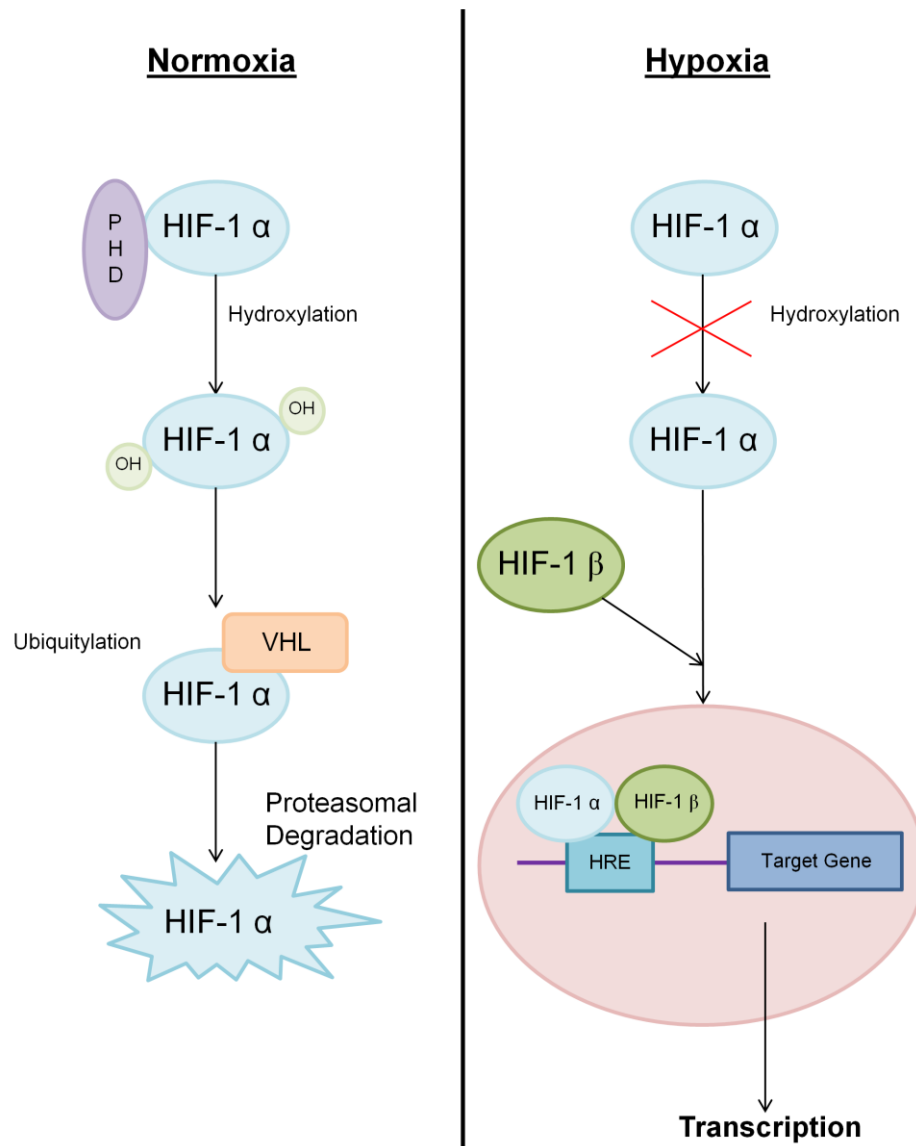 Normoxia
P
H
D
HIF-1 α
Hydroxylation
OH
HIF-1 α
OH
Ubiquitylation
VHL
HIF-1 α
Proteasomal
Degradation
HIF-1 α
Hypoxia
HIF-1 α
Hydroxylation
HIF-1 α
HIF-1 β
HIF-1 α
HIF-1 β
HRE
Target Gene
Transcription